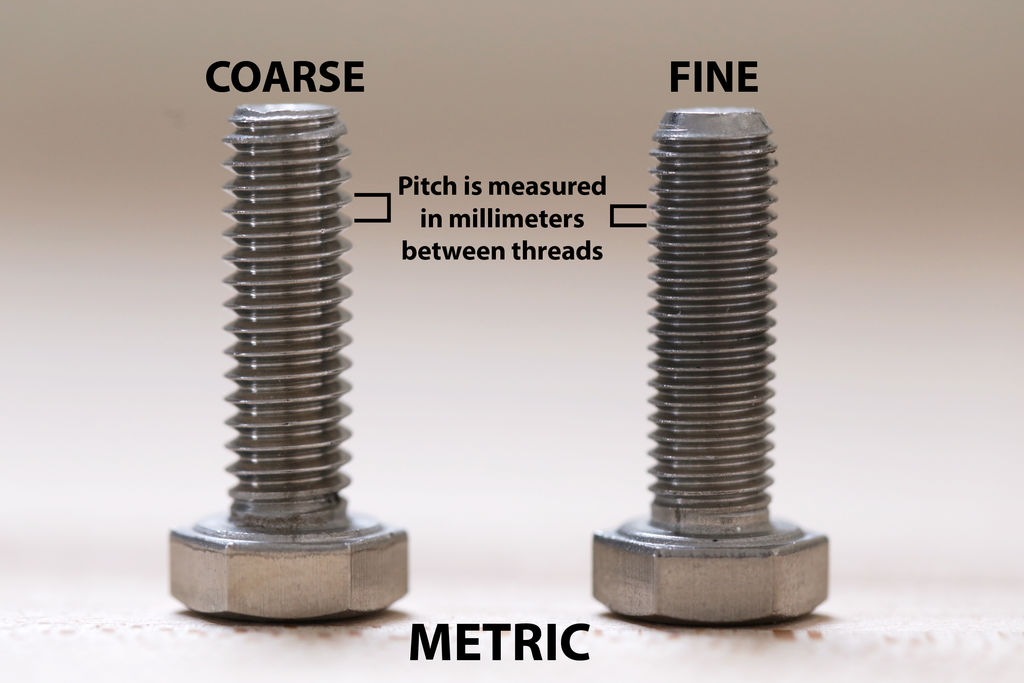 COARSE
FINE
Pitch is measured
in millimeters
between threads
METRIC